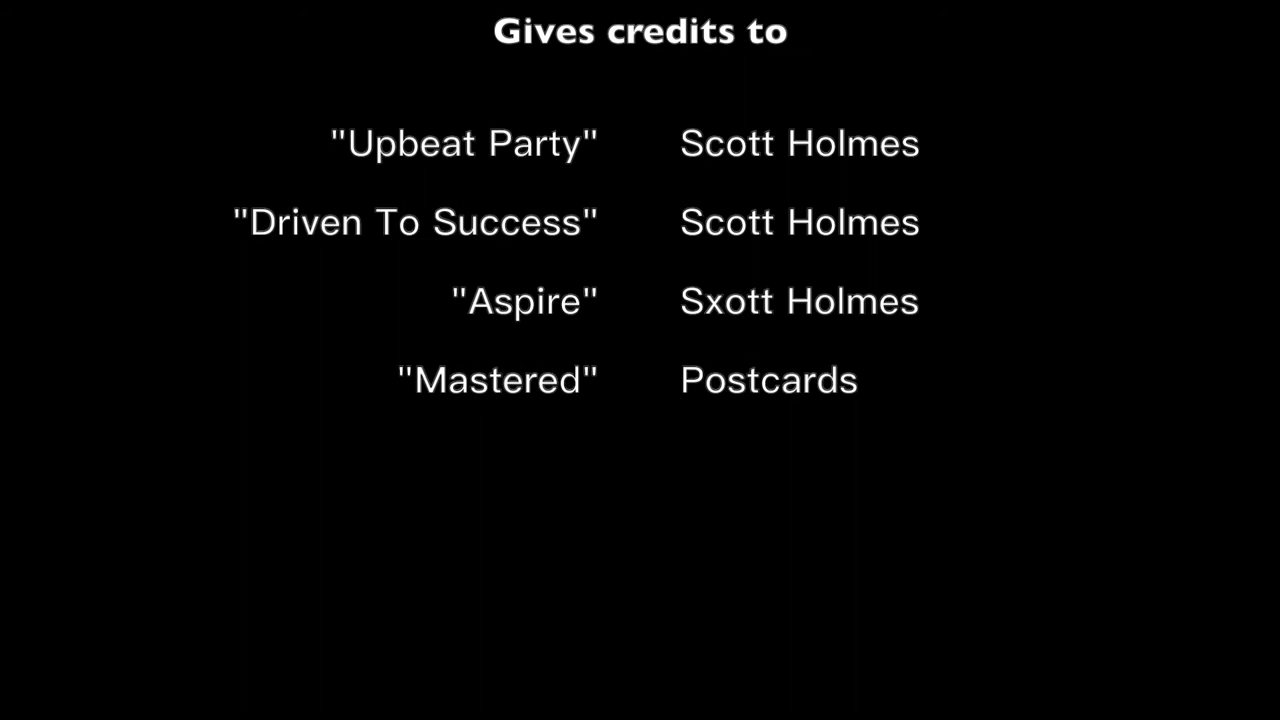 Gives credits to
"Upbeat Party" Scott Holmes
"Driven To Success" Scott Holmes
"Aspire" Sxott Holmes
"Mastered" Postcards